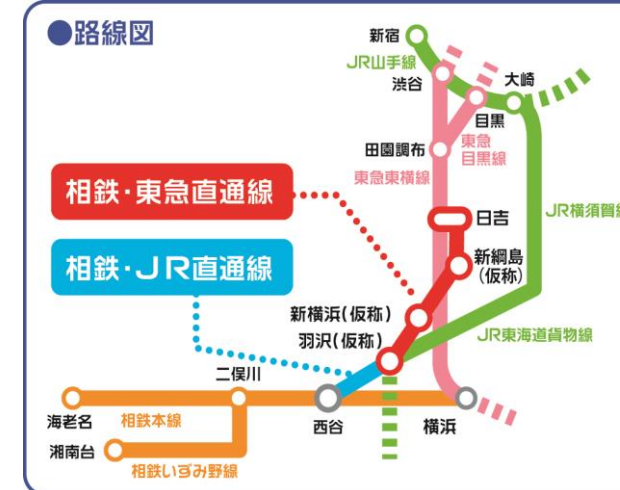 ●路線図
新宿
JR山手線
渋谷
大崎
目黒
田園調布
東急
目黒線
東急東横線
相鉄・東急直通線
日吉
JR横須賀線
相鉄・JR直通線
新綱島
(仮称)
新横浜(仮称)
羽沢(仮称)
JR東海道貨物線
二俣川
海老名
相鉄本線
西谷
横浜
湘南台
相鉄いずみ野線